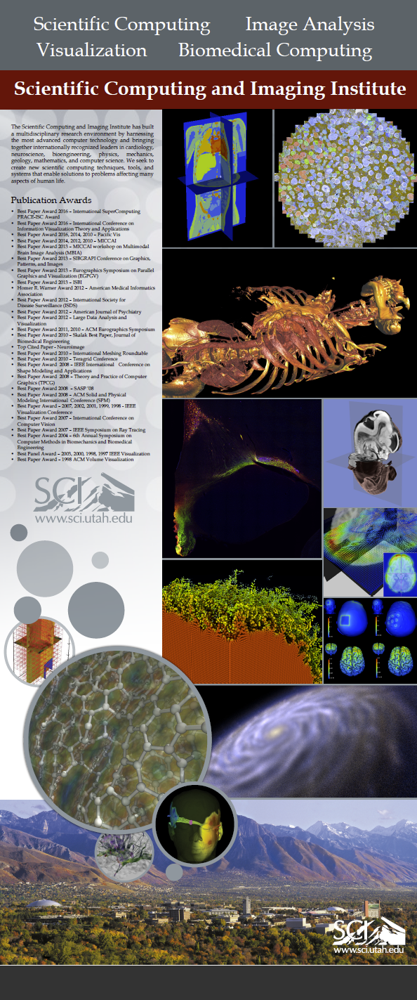 Scientific Computing Image Analysis
Visualization Biomedical Computing
Scientific Computing and Imaging Institute
The Scientific Computing and Imaging Institute has built
a multidisciplinary research environment by harnessing
the most advanced computer technology and bringing
together internationally recognized leaders in cardiology,
neuroscience, bioengineering, physics, mechanics,
geology, mathematics, and computer science. We seek to
create new scientific computing techniques, tools, and
systems that enable solutions to problems affecting many
aspects of human life.
Publication Awards
• Best Paper Award 2016 – International SuperComputing
PRACE-ISC Award
• Best Paper Award 2016 – International Conference on
Information Visualization Theory and Applications
• Best Paper Award 2016, 2014, 2010 – Pacific Vis
• Best Paper Award 2014, 2012, 2010 – MICCAI
• Best Paper Award 2013 – MICCAI workshop on Multimodal
Brain Image Analysis (MBIA)
• Best Paper Award 2013 – SIBGRAPI Conference on Graphics,
Patterns, and Images
• Best Paper Award 2013 – Eurographics Symposium on Parallel
Graphics and Visualization (EGPGV)
• Best Paper Award 2013 – ISBI
• Homer R. Warner Award 2012 – American Medical Informatics
Association
• Best Paper Award 2012 – International Society for
Disease Surveillance (ISDS)
• Best Paper Award 2012 – American Journal of Psychiatry
• Best Paper Award 2012 – Large Data Analysis and
Visualization
• Best Paper Award 2011, 2010 – ACM Eurographics Symposium
• Best Paper Award 2010 – Skalak Best Paper, Journal of
Biomedical Engineering
• Top Cited Paper - Neuroimage
• Best Paper Award 2010 – International Meshing Roundtable
• Best Paper Award 2010 – Teragrid Conference
• Best Paper Award 2008 – IEEE International Conference on
Shape Modeling and Applications
• Best Paper Award 2008 – Theory and Practice of Computer
Graphics (TPCG)
• Best Paper Award 2008 – SASP '08
• Best Paper Award 2008 – ACM Solid and Physical
Modeling International Conference (SPM)
• Best Paper Award – 2007, 2002, 2001, 1999, 1998 - IEEE
Visualization Conference
• Best Paper Award 2007 – International Conference on
Computer Vision
• Best Paper Award 2007 – IEEE Symposium on Ray Tracing
• Best Paper Award 2004 – 6th Annual Symposium on
Computer Methods in Biomechanics and Biomedical
Engineering
• Best Panel Award – 2003, 2000, 1998, 1997 IEEE Visualization
• Best Paper Award – 1998 ACM Volume Visualization
SCI
www.sci.utah.edu
SCI
www.sci.utah.edu